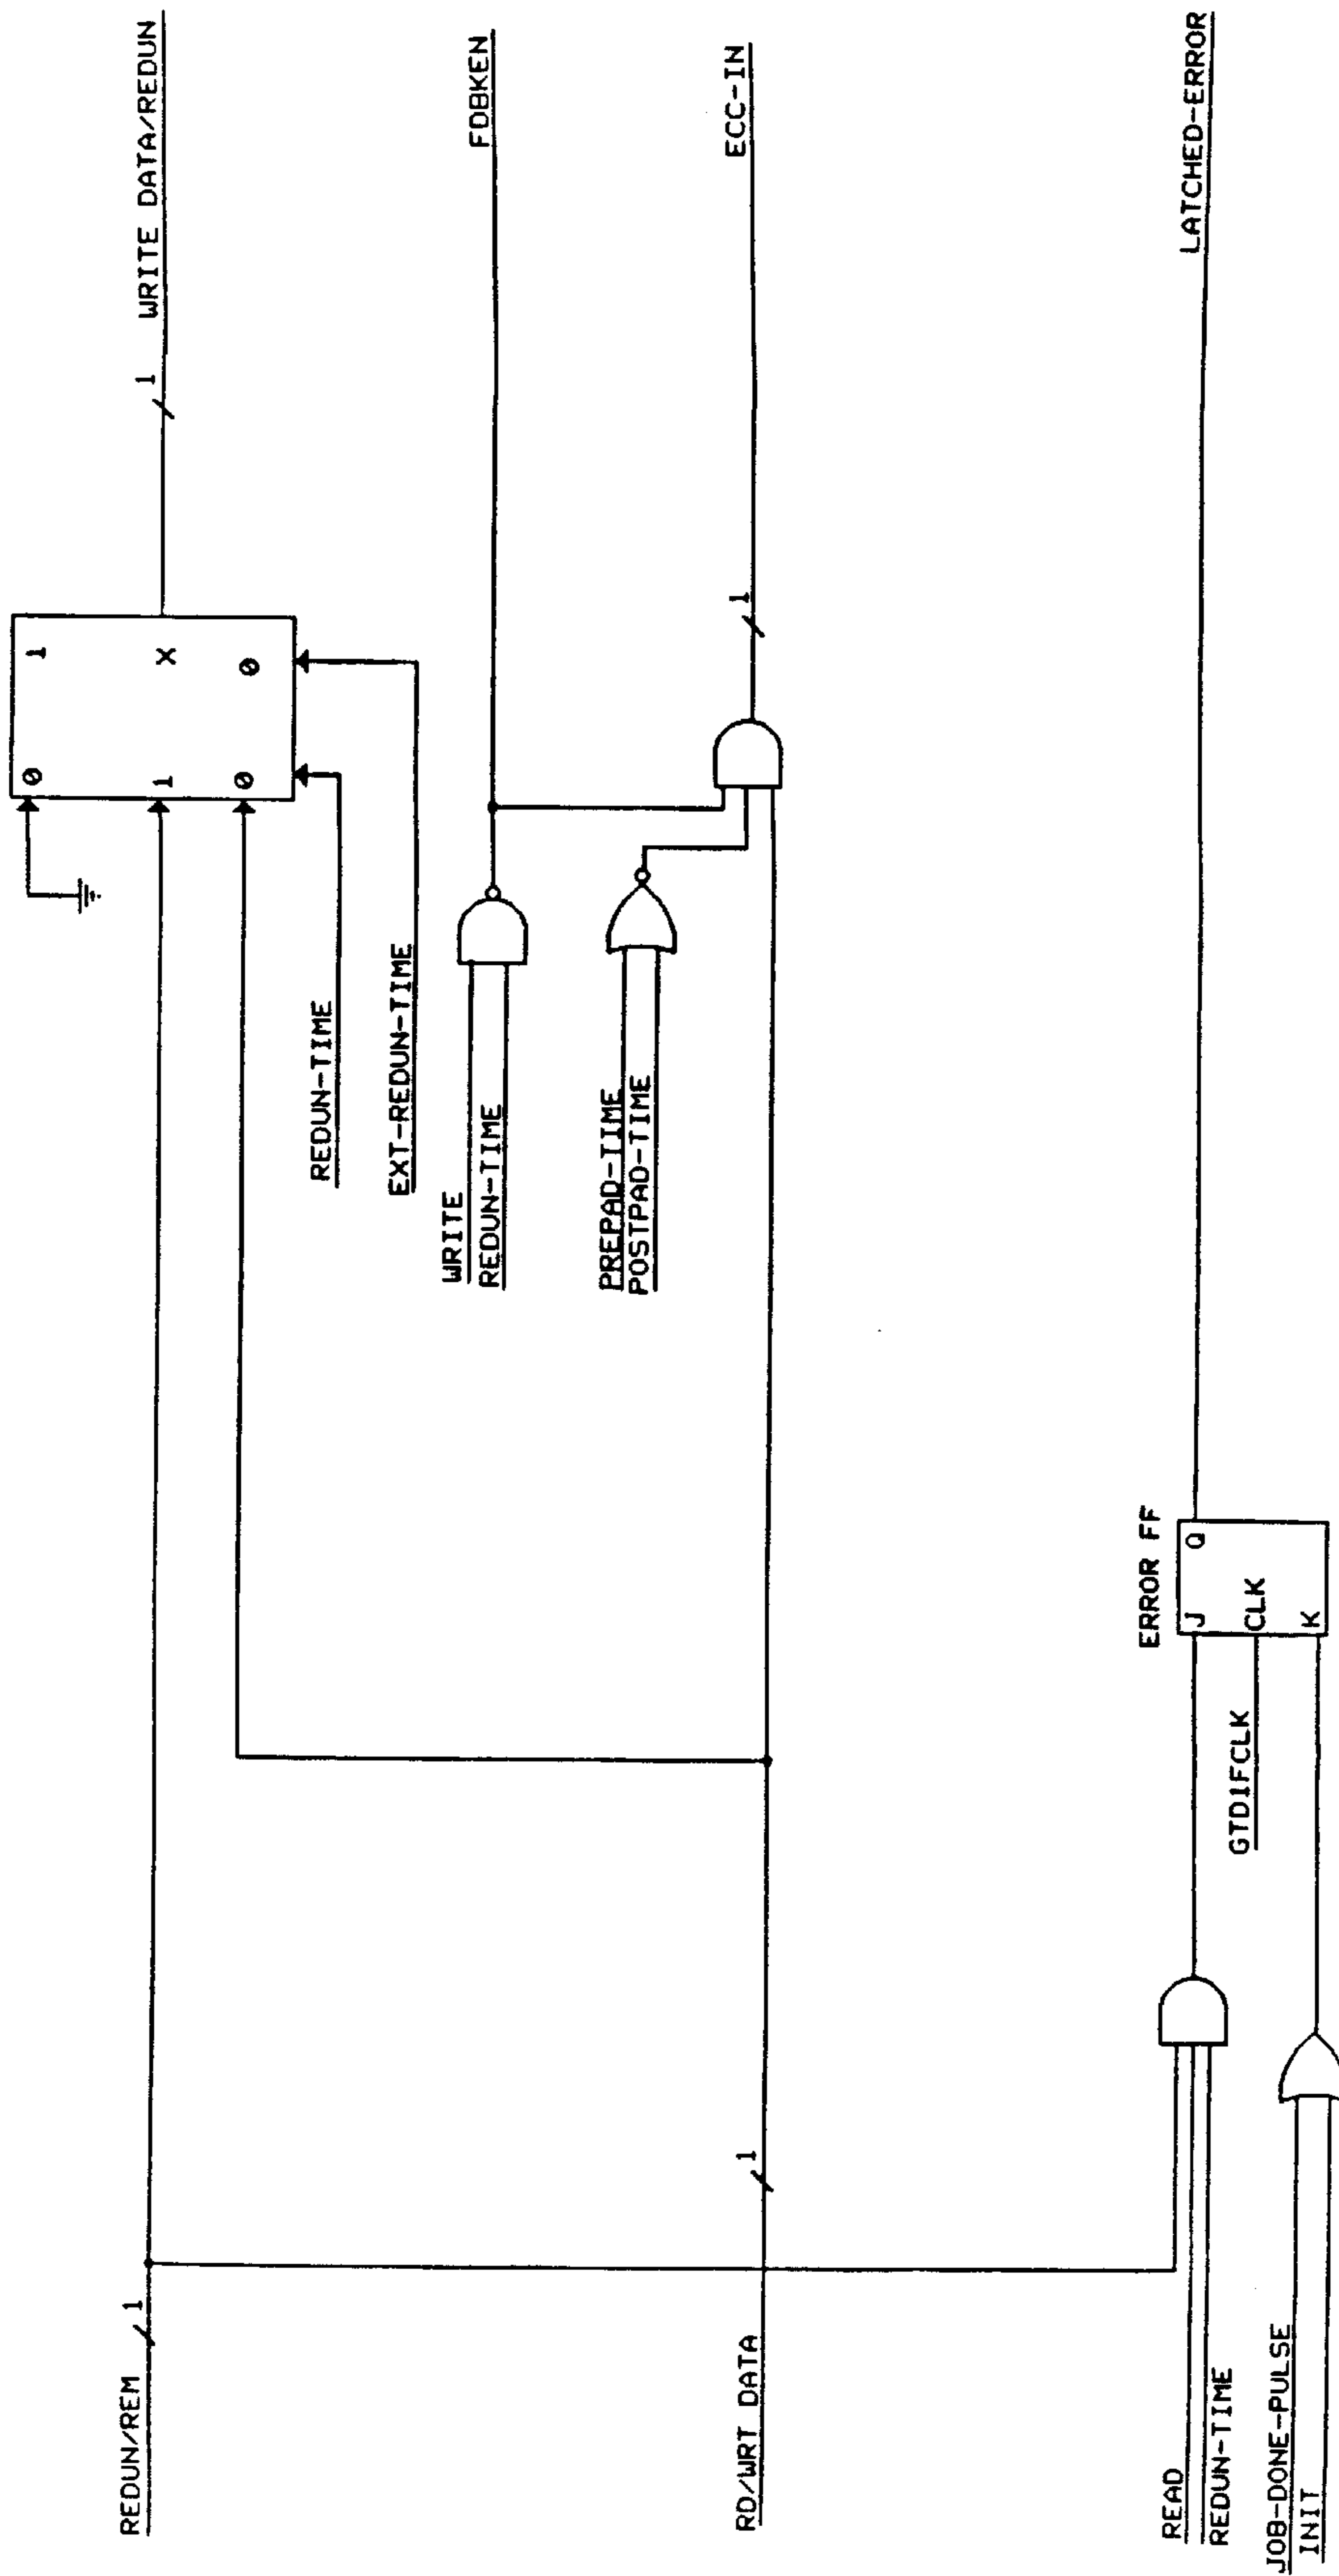 0 1
REDUN/REM 1
1 X
1 WRITE DATA/REDUN
0 0
REDUN-TIME
EXT-REDUN-TIME
WRITE
REDUN-TIME
FDBKEN
PREPAD-TIME
POSTPAD-TIME
RD/WRT DATA 1
1
ECC-IN
ERROR FF
READ
REDUN-TIME
J Q
LATCHED-ERROR
GTD1FCLK
CLK
K
JOB-DONE-PULSE
INIT